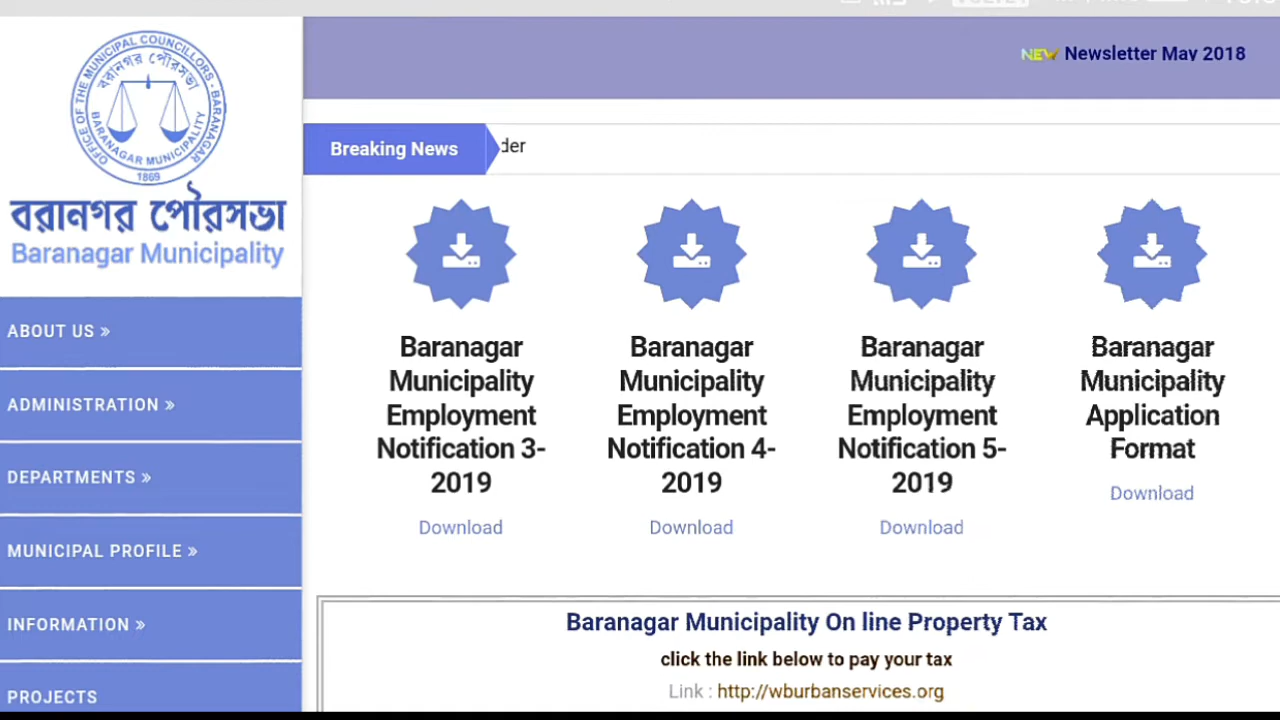 OFFICE OF THE MUNICIPAL COUNCILLORS - BARANAGAR
বরানগর পৌরসভা
BARANAGAR MUNICIPALITY
1869
বরানগর পৌরসভা
Baranagar Municipality
ABOUT US »
ADMINISTRATION »
DEPARTMENTS »
MUNICIPAL PROFILE »
INFORMATION »
PROJECTS
NEW Newsletter May 2018
Breaking News der
Baranagar
Municipality
Employment
Notification 3-
2019
Download
Baranagar
Municipality
Employment
Notification 4-
2019
Download
Baranagar
Municipality
Employment
Notification 5-
2019
Download
Baranagar
Municipality
Application
Format
Download
Baranagar Municipality On line Property Tax
click the link below to pay your tax
Link : http://wburbanservices.org